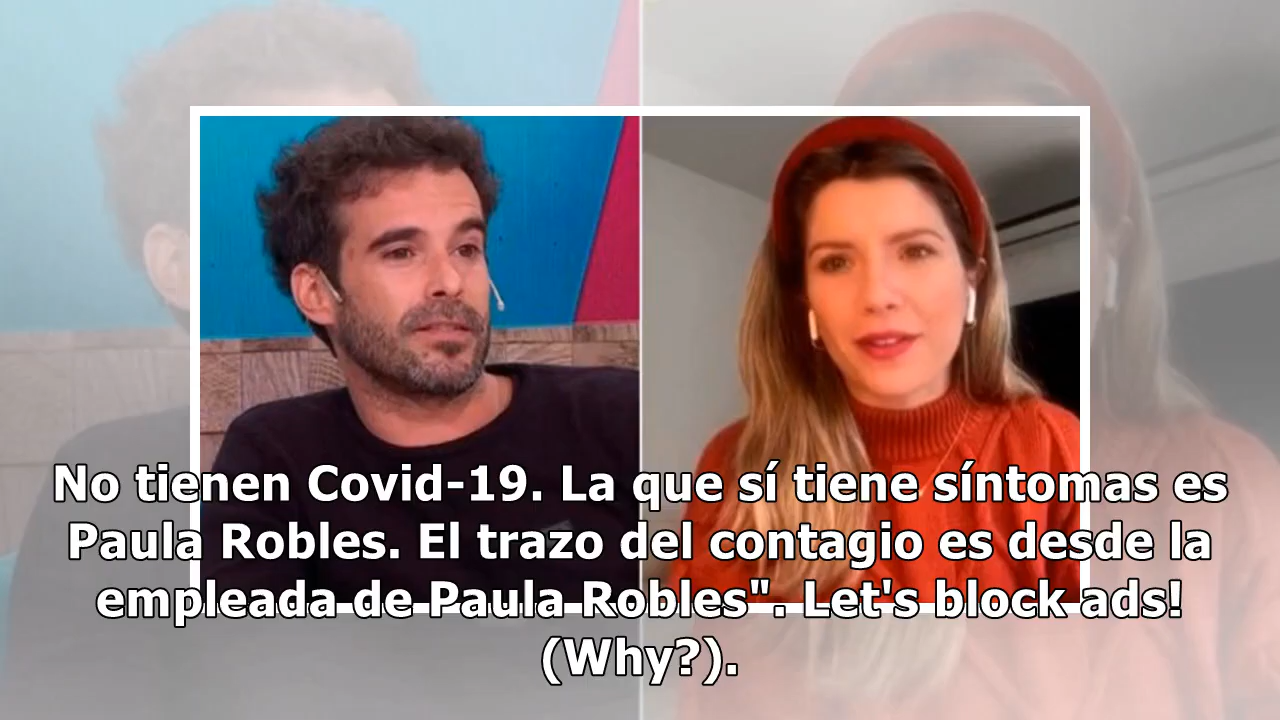 No tienen Covid-19. La que sí tiene síntomas es
Paula Robles. El trazo del contagio es desde la
empleada de Paula Robles". Let's block ads!
(Why?).